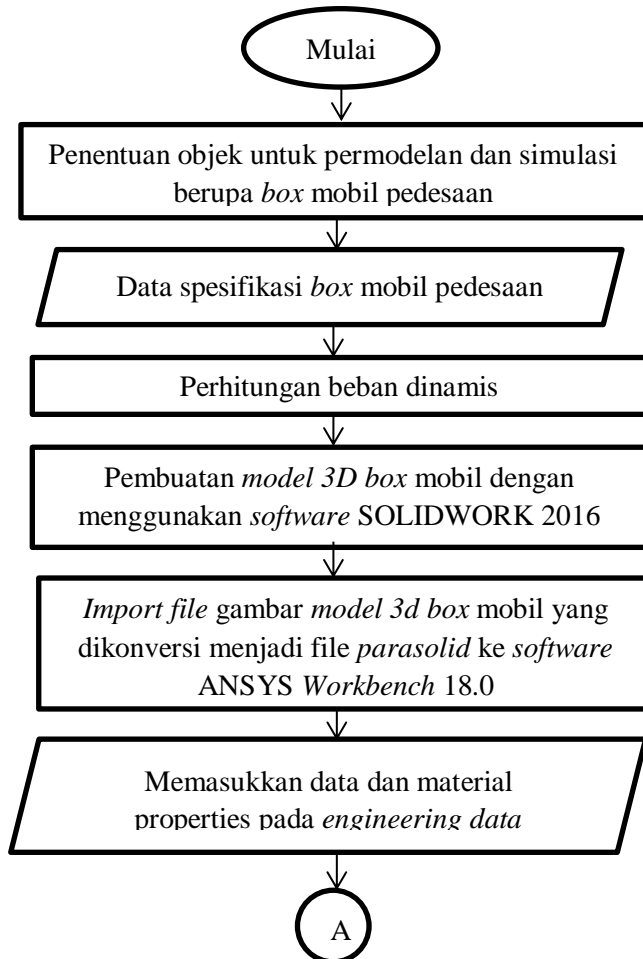 Mulai
Penentuan objek untuk permodelan dan simulasi
berupa box mobil pedesaan
Data spesifikasi box mobil pedesaan
Perhitungan beban dinamis
Pembuatan model 3D box mobil dengan
menggunakan software SOLIDWORK 2016
Import file gambar model 3d box mobil yang
dikonversi menjadi file parasolid ke software
ANSYS Workbench 18.0
Memasukkan data dan material
properties pada engineering data
A